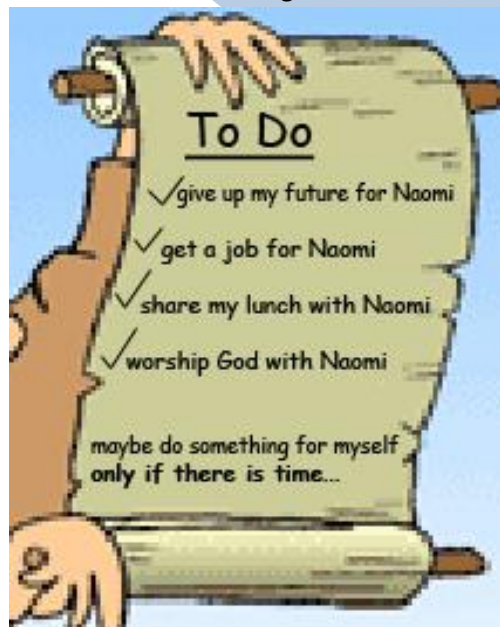 To Do
give up my future for Naomi
get a job for Naomi
share my lunch with Naomi
worship God with Naomi
maybe do something for myself
only if there is time...